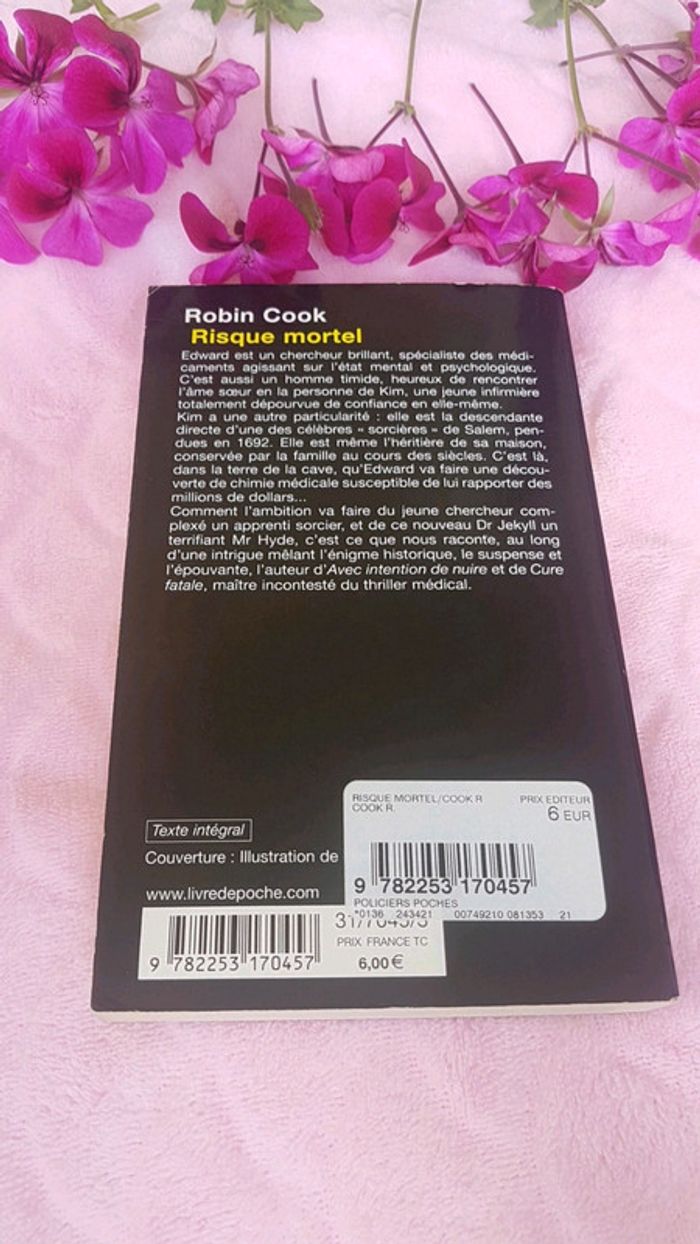 Robin Cook
Risque mortel
Edward est un chercheur brillant, spécialiste des médi-
caments agissant sur l'état mental et psychologique.
C'est aussi un homme timide, heureux de rencontrer
l'âme sœur en la personne de Kim, une jeune infirmière
totalement dépourvue de confiance en elle-même.
Kim a une autre particularité : elle est la descendante
directe d'une des célèbres « sorcières » de Salem, pen-
dues en 1692. Elle est même l'héritière de sa maison,
conservée par la famille au cours des siècles. C'est là,
dans la terre de la cave, qu'Edward va faire une décou-
verte de chimie médicale susceptible de lui rapporter des
millions de dollars...
Comment l'ambition va faire du jeune chercheur com-
plexé un apprenti sorcier, et de ce nouveau Dr Jekyll un
terrifiant Mr Hyde, c'est ce que nous raconte, au long
d'une intrigue mêlant l'énigme historique, le suspense et
l'épouvante, l'auteur d'Avec intention de nuire et de Cure
fatale, maître incontesté du thriller médical.
RISQUE MORTEL/COOK R PRIX EDITEUR
COOK R. 6 EUR
9 782253 170457
POLICIERS POCHES
*0136 243421 00749210 081353 21
Texte intégral
Couverture : Illustration de
www.livredepoche.com
PRIX FRANCE TC
9 782253 170457 6,00 €